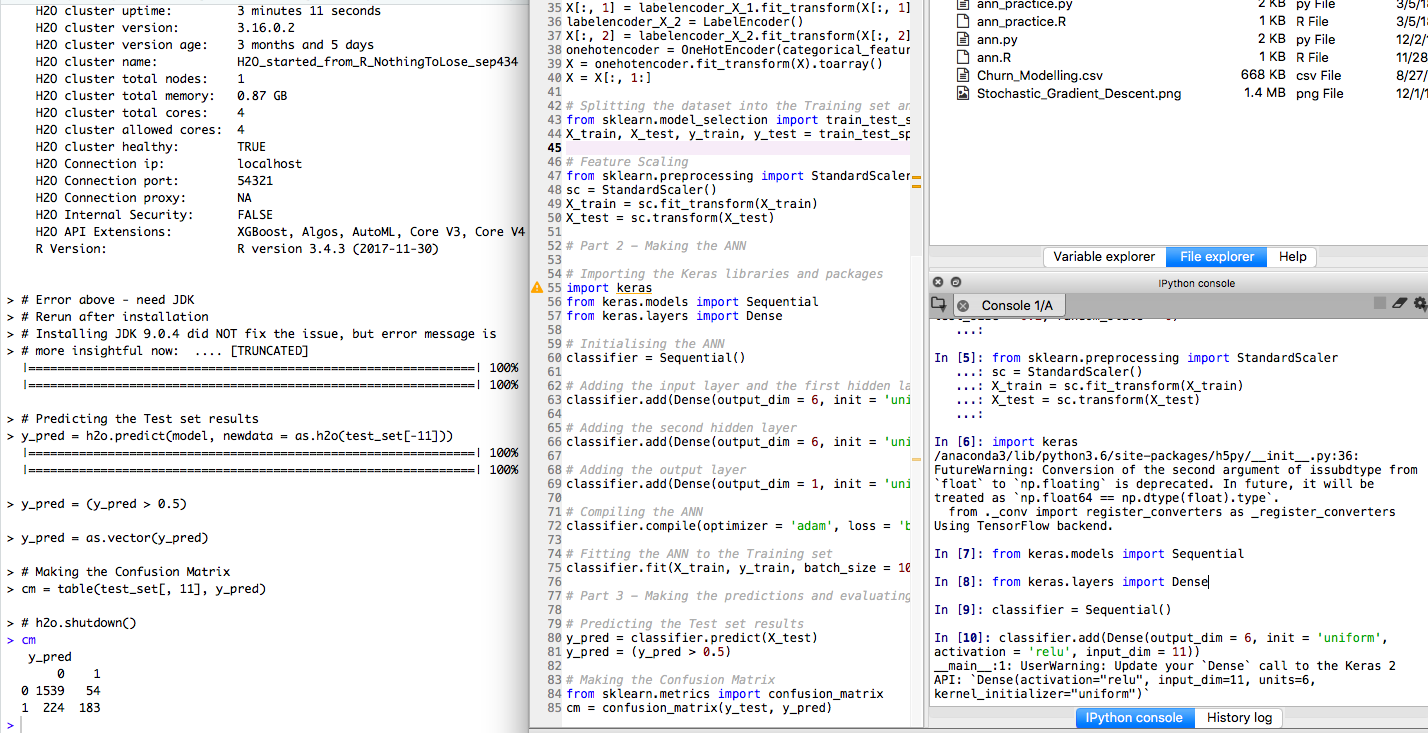 H2O cluster uptime: 3 minutes 11 seconds
H2O cluster version: 3.16.0.2
H2O cluster version age: 3 months and 5 days
H2O cluster name: H2O_started_from_R_NothingToLose_sep434
H2O cluster total nodes: 1
H2O cluster total memory: 0.87 GB
H2O cluster total cores: 4
H2O cluster allowed cores: 4
H2O cluster healthy: TRUE
H2O Connection ip: localhost
H2O Connection port: 54321
H2O Connection proxy: NA
H2O Internal Security: FALSE
H2O API Extensions: XGBoost, Algos, AutoML, Core V3, Core V4
R Version: R version 3.4.3 (2017-11-30)
> # Error above - need JDK
> # Rerun after installation
> # Installing JDK 9.0.4 did NOT fix the issue, but error message is
> # more insightful now: .... [TRUNCATED]
|=================================================================| 100%
|=================================================================| 100%
> # Predicting the Test set results
> y_pred = h2o.predict(model, newdata = as.h2o(test_set[-11]))
|=================================================================| 100%
|=================================================================| 100%
> y_pred = (y_pred > 0.5)
> y_pred = as.vector(y_pred)
> # Making the Confusion Matrix
> cm = table(test_set[, 11], y_pred)
> # h2o.shutdown()
> cm
y_pred
0 1
0 1539 54
1 224 183
>
35 X[:, 1] = labelencoder_X_1.fit_transform(X[:, 1]
36 labelencoder_X_2 = LabelEncoder()
37 X[:, 2] = labelencoder_X_2.fit_transform(X[:, 2]
38 onehotencoder = OneHotEncoder(categorical_featur
39 X = onehotencoder.fit_transform(X).toarray()
40 X = X[:, 1:]
41
42 # Splitting the dataset into the Training set an
43 from sklearn.model_selection import train_test_s
44 X_train, X_test, y_train, y_test = train_test_sp
45
46 # Feature Scaling
47 from sklearn.preprocessing import StandardScaler
48 sc = StandardScaler()
49 X_train = sc.fit_transform(X_train)
50 X_test = sc.transform(X_test)
51
52 # Part 2 - Making the ANN
53
54 # Importing the Keras libraries and packages
55 import keras
56 from keras.models import Sequential
57 from keras.layers import Dense
58
59 # Initialising the ANN
60 classifier = Sequential()
61
62 # Adding the input layer and the first hidden la
63 classifier.add(Dense(output_dim = 6, init = 'uni
64
65 # Adding the second hidden layer
66 classifier.add(Dense(output_dim = 6, init = 'uni
67
68 # Adding the output layer
69 classifier.add(Dense(output_dim = 1, init = 'uni
70
71 # Compiling the ANN
72 classifier.compile(optimizer = 'adam', loss = 'b
73
74 # Fitting the ANN to the Training set
75 classifier.fit(X_train, y_train, batch_size = 10
76
77 # Part 3 - Making the predictions and evaluating
78
79 # Predicting the Test set results
80 y_pred = classifier.predict(X_test)
81 y_pred = (y_pred > 0.5)
82
83 # Making the Confusion Matrix
84 from sklearn.metrics import confusion_matrix
85 cm = confusion_matrix(y_test, y_pred)
ann_practice.py 2 KB py File 3/5/1
ann_practice.R 1 KB R File 3/5/1
ann.py 2 KB py File 12/2/
ann.R 1 KB R File 11/28
Churn_Modelling.csv 668 KB csv File 8/27/
Stochastic_Gradient_Descent.png 1.4 MB png File 12/1/
Variable explorer File explorer Help
IPython console
Console 1/A
...:
In [5]: from sklearn.preprocessing import StandardScaler
...: sc = StandardScaler()
...: X_train = sc.fit_transform(X_train)
...: X_test = sc.transform(X_test)
...:
In [6]: import keras
/anaconda3/lib/python3.6/site-packages/h5py/__init__.py:36:
FutureWarning: Conversion of the second argument of issubdtype from
`float` to `np.floating` is deprecated. In future, it will be
treated as `np.float64 == np.dtype(float).type`.
from ._conv import register_converters as _register_converters
Using TensorFlow backend.
In [7]: from keras.models import Sequential
In [8]: from keras.layers import Dense
In [9]: classifier = Sequential()
In [10]: classifier.add(Dense(output_dim = 6, init = 'uniform',
activation = 'relu', input_dim = 11))
__main__:1: UserWarning: Update your `Dense` call to the Keras 2
API: `Dense(activation="relu", input_dim=11, units=6,
kernel_initializer="uniform")`
IPython console History log